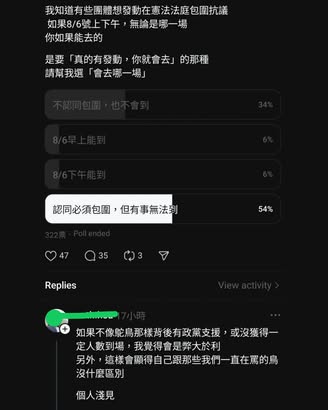 我知道有些團體想發動在憲法法庭包圍抗議
如果8/6號上下午，無論是哪一場
你如果能去的
是要「真的有發動，你就會去」的那種
請幫我選「會去哪一場」
不認同包圍，也不會到 34%
8/6早上能到 6%
8/6下午能到 6%
認同必須包圍，但有事無法到 54%
322票 · Poll ended
47 35 3
Replies View activity
17小時
如果不像鴕鳥那樣背後有政黨支援，或沒獲得一
定人數到場，我覺得會是弊大於利
另外，這樣會顯得自己跟那些我們一直在罵的鳥
沒什麼區別
個人淺見